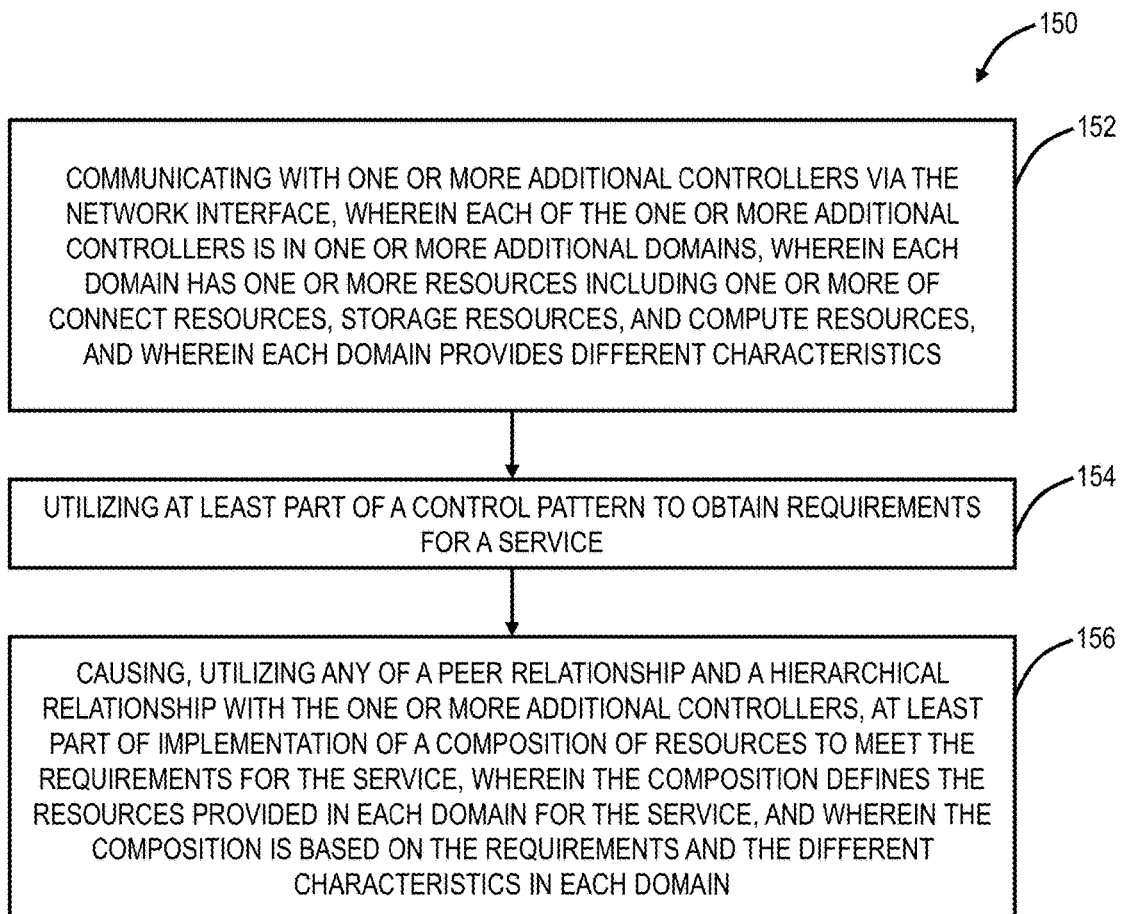 150
152
COMMUNICATING WITH ONE OR MORE ADDITIONAL CONTROLLERS VIA THE
NETWORK INTERFACE, WHEREIN EACH OF THE ONE OR MORE ADDITIONAL
CONTROLLERS IS IN ONE OR MORE ADDITIONAL DOMAINS, WHEREIN EACH
DOMAIN HAS ONE OR MORE RESOURCES INCLUDING ONE OR MORE OF
CONNECT RESOURCES, STORAGE RESOURCES, AND COMPUTE RESOURCES,
AND WHEREIN EACH DOMAIN PROVIDES DIFFERENT CHARACTERISTICS
154
UTILIZING AT LEAST PART OF A CONTROL PATTERN TO OBTAIN REQUIREMENTS
FOR A SERVICE
156
CAUSING, UTILIZING ANY OF A PEER RELATIONSHIP AND A HIERARCHICAL
RELATIONSHIP WITH THE ONE OR MORE ADDITIONAL CONTROLLERS, AT LEAST
PART OF IMPLEMENTATION OF A COMPOSITION OF RESOURCES TO MEET THE
REQUIREMENTS FOR THE SERVICE, WHEREIN THE COMPOSITION DEFINES THE
RESOURCES PROVIDED IN EACH DOMAIN FOR THE SERVICE, AND WHEREIN THE
COMPOSITION IS BASED ON THE REQUIREMENTS AND THE DIFFERENT
CHARACTERISTICS IN EACH DOMAIN